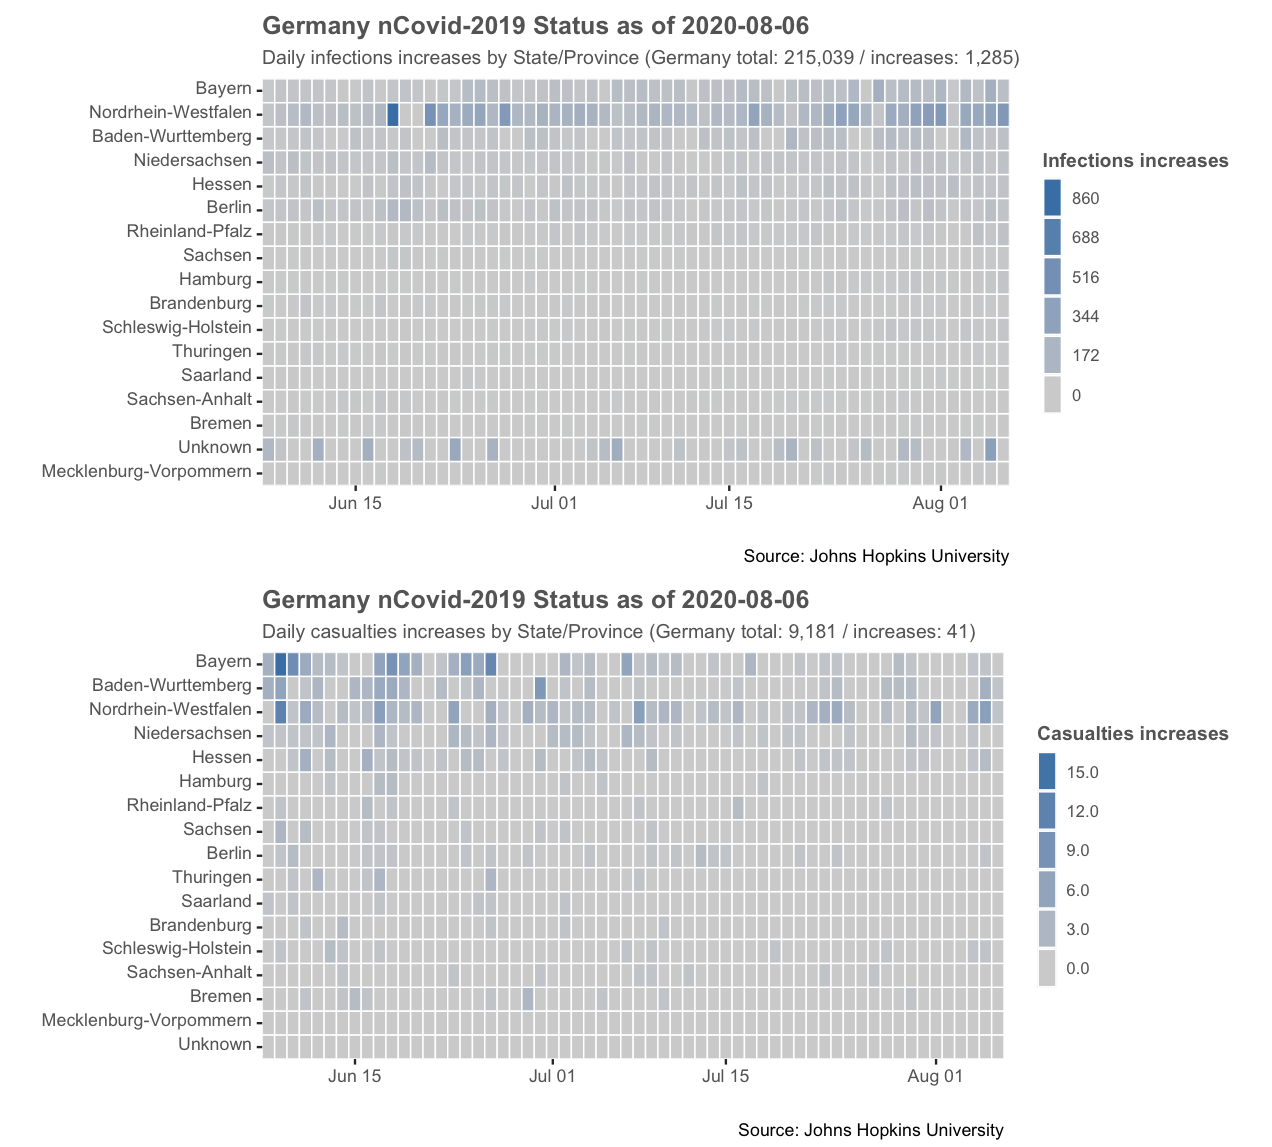 Germany nCovid-2019 Status as of 2020-08-06
Daily infections increases by State/Province (Germany total: 215,039 / increases: 1,285)
Bayern
Nordrhein-Westfalen
Baden-Wurttemberg
Niedersachsen
Hessen
Berlin
Rheinland-Pfalz
Sachsen
Hamburg
Brandenburg
Schleswig-Holstein
Thuringen
Saarland
Sachsen-Anhalt
Bremen
Unknown
Mecklenburg-Vorpommern
Jun 15 Jul 01 Jul 15 Aug 01
Infections increases
860
688
516
344
172
0
Source: Johns Hopkins University
Germany nCovid-2019 Status as of 2020-08-06
Daily casualties increases by State/Province (Germany total: 9,181 / increases: 41)
Bayern
Baden-Wurttemberg
Nordrhein-Westfalen
Niedersachsen
Hessen
Hamburg
Rheinland-Pfalz
Sachsen
Berlin
Thuringen
Saarland
Brandenburg
Schleswig-Holstein
Sachsen-Anhalt
Bremen
Mecklenburg-Vorpommern
Unknown
Jun 15 Jul 01 Jul 15 Aug 01
Casualties increases
15.0
12.0
9.0
6.0
3.0
0.0
Source: Johns Hopkins University